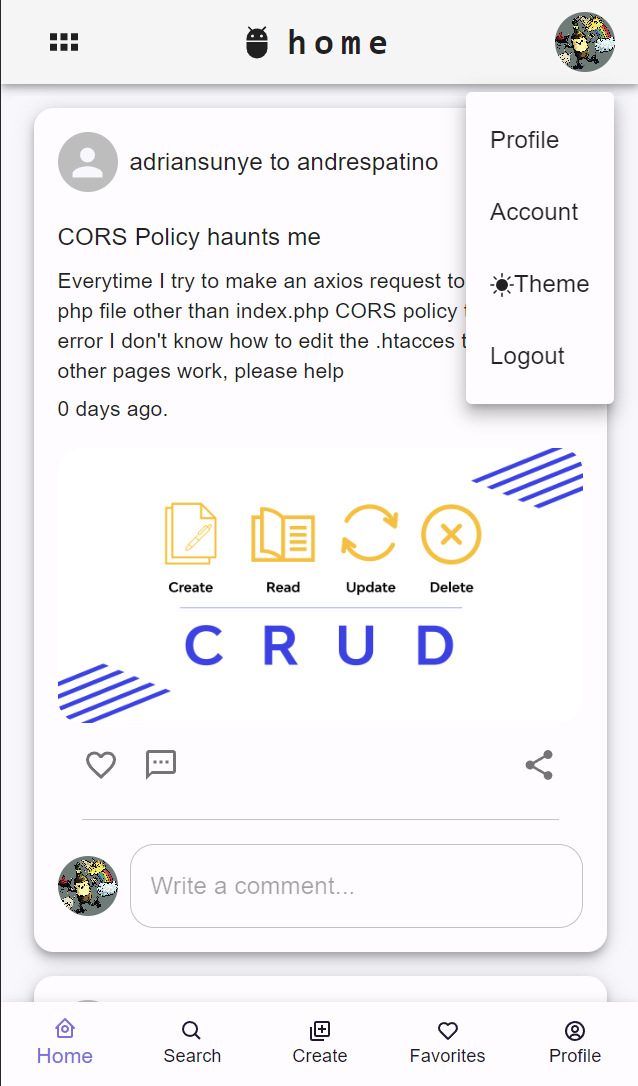 home
Profile
Account
Theme
Logout
adriansunye to andrespatino
CORS Policy haunts me
Everytime I try to make an axios request to
php file other than index.php CORS policy
error I don't know how to edit the .htacces
other pages work, please help
0 days ago.
Create Read Update Delete
C R U D
Write a comment...
Home Search Create Favorites Profile